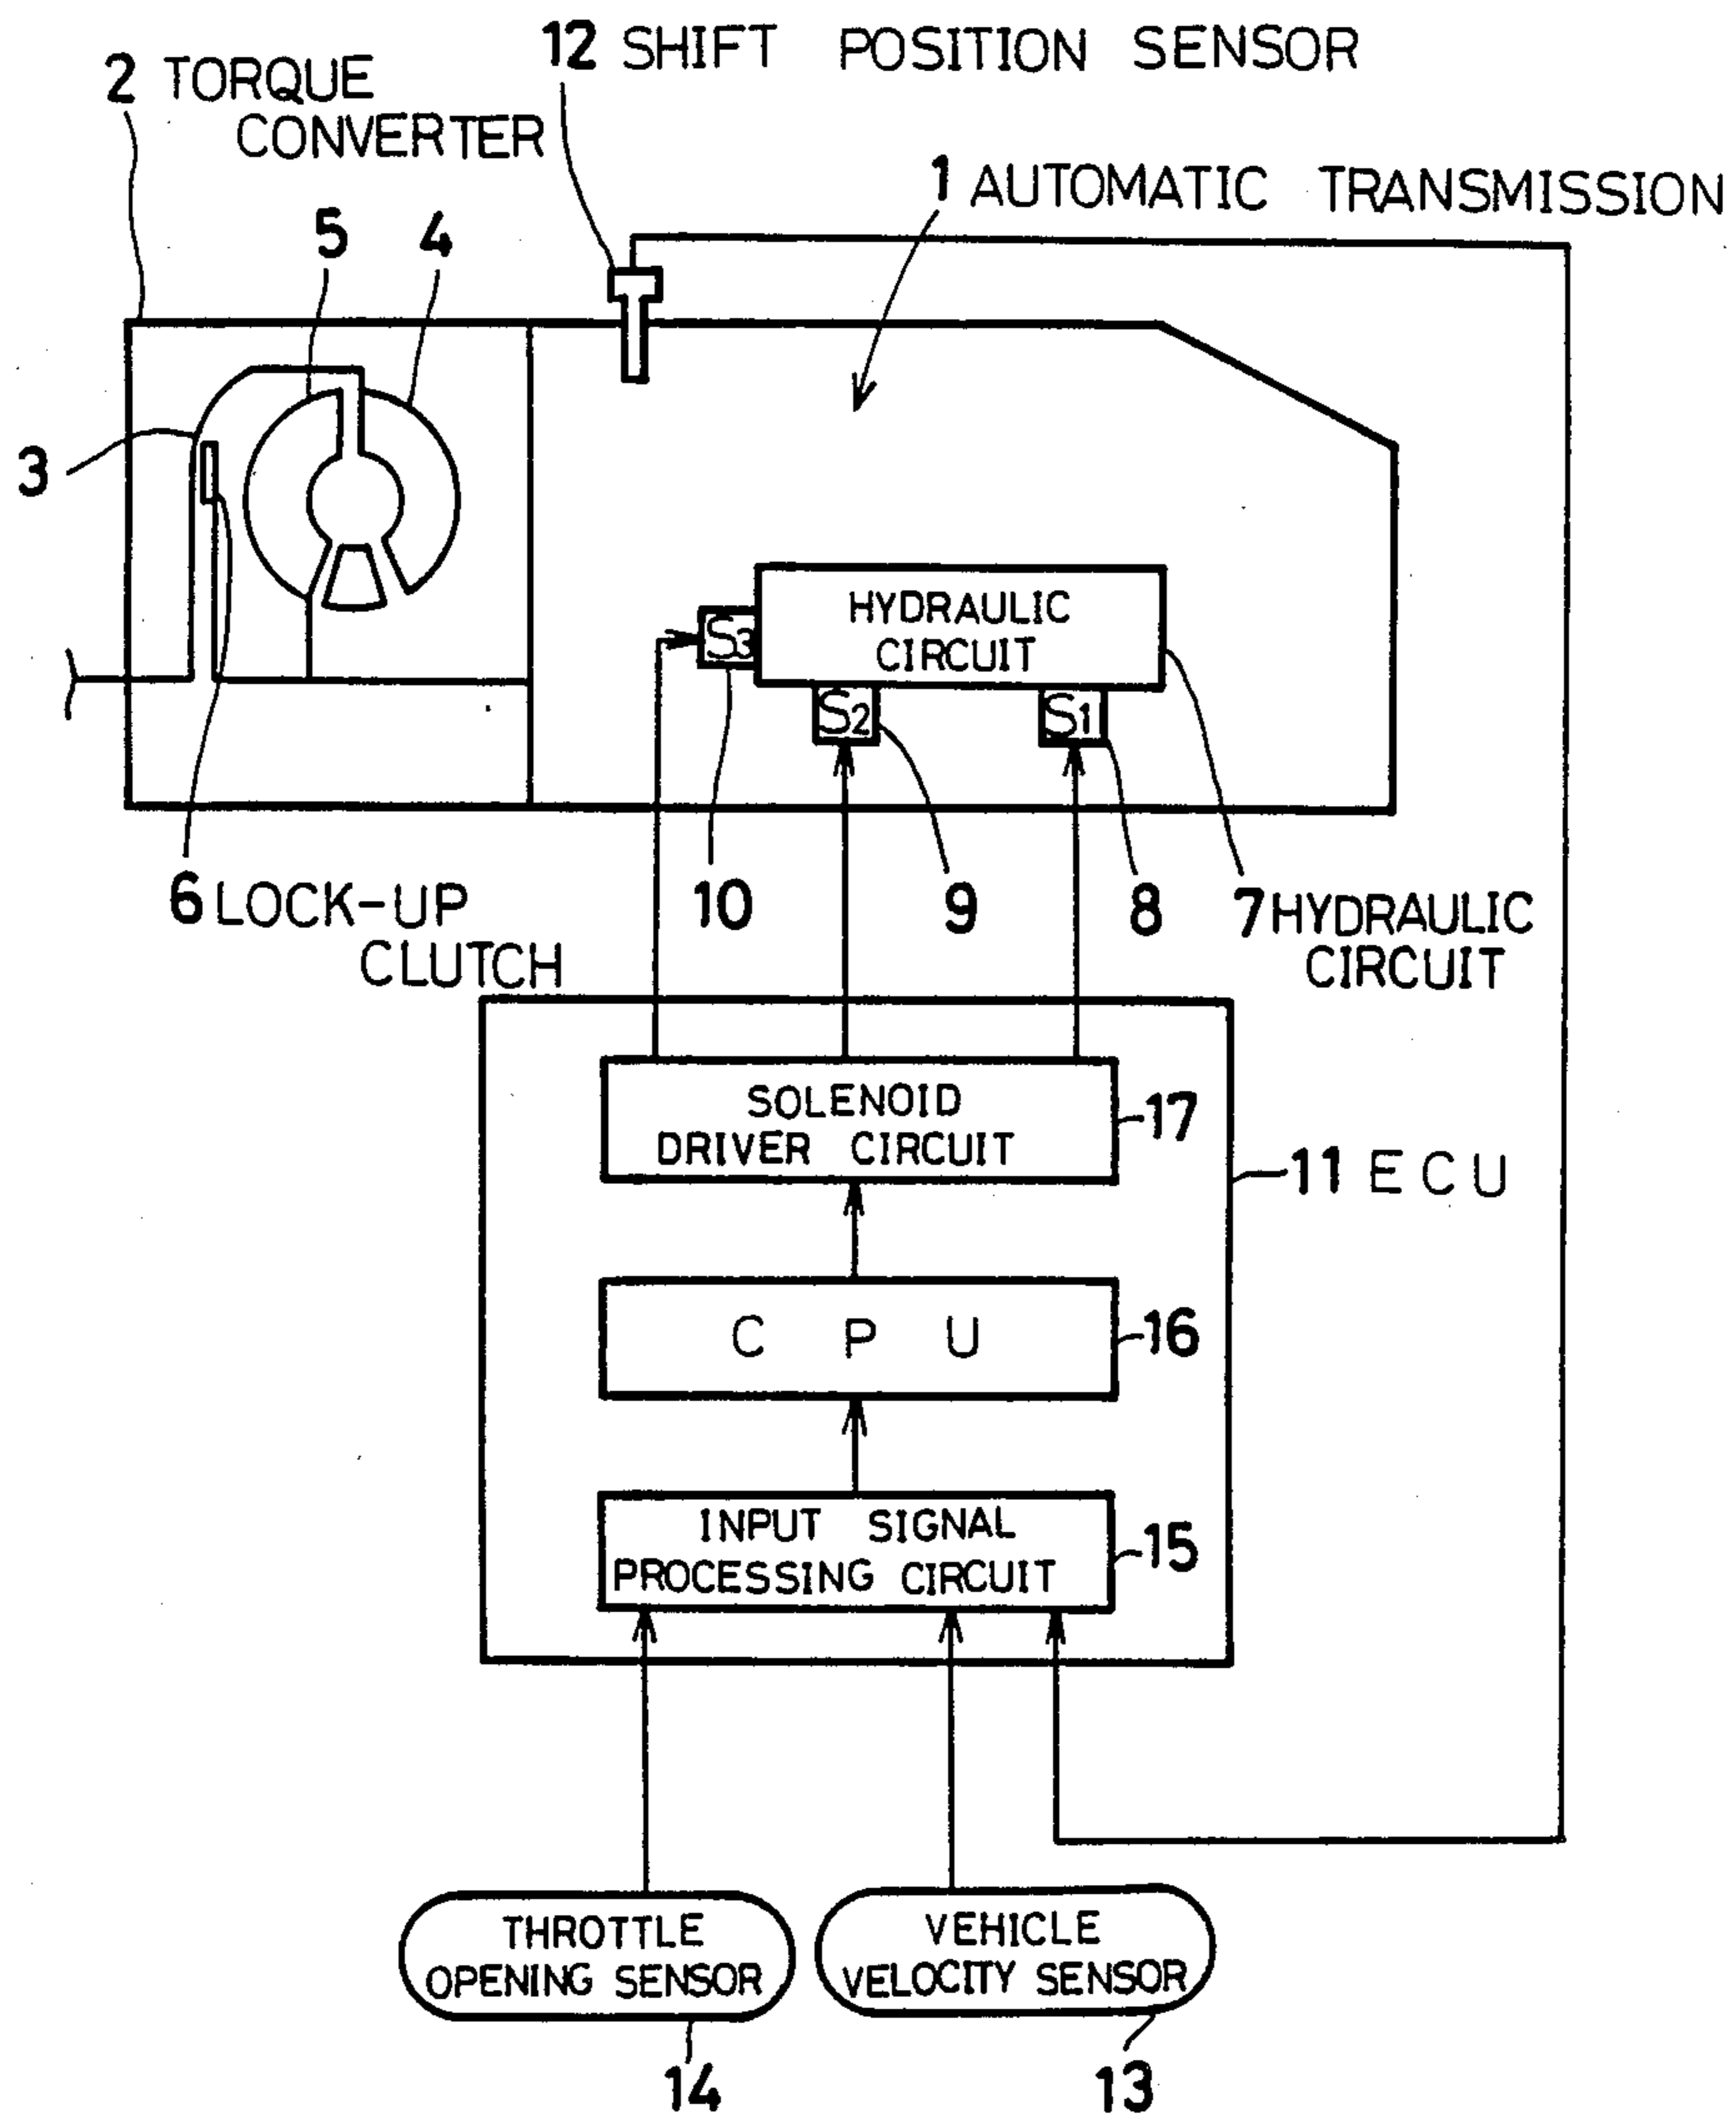 12 SHIFT POSITION SENSOR
2 TORQUE
CONVERTER
1 AUTOMATIC TRANSMISSION
5
4
3
HYDRAULIC
CIRCUIT
S3
S2
S1
6 LOCK-UP
CLUTCH
10
9
8
7 HYDRAULIC
CIRCUIT
SOLENOID
DRIVER CIRCUIT
17
11 ECU
C P U
16
INPUT SIGNAL
PROCESSING CIRCUIT
15
THROTTLE
OPENING SENSOR
VEHICLE
VELOCITY SENSOR
14
13